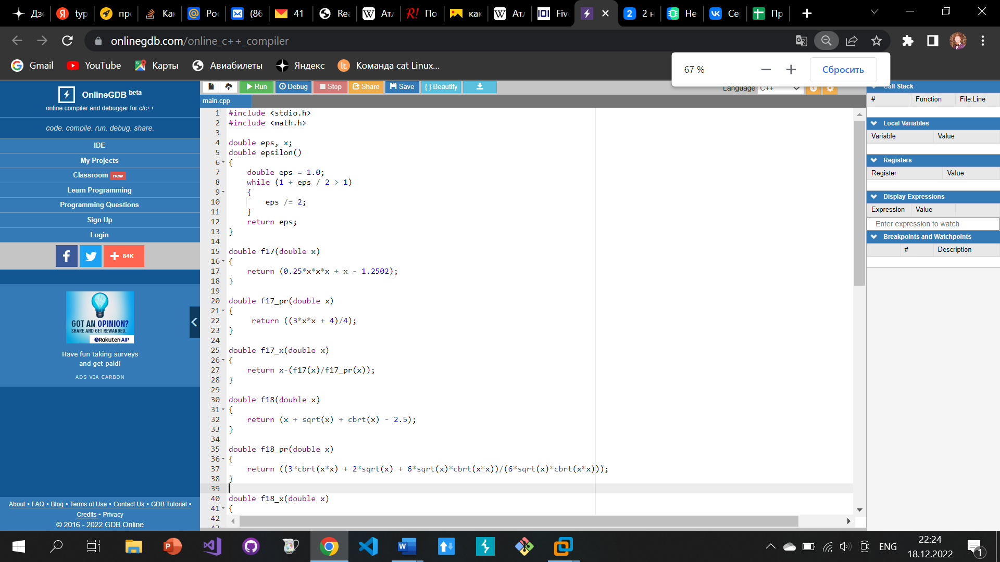 Дзе
тур
про
Как
Рос
(86
41
Rea
Атл
По
как
Атл
Five
2 н
Не
Сер
Пр
onlinegdb.com/online_c++_compiler
Gmail YouTube Карты Авиабилеты Яндекс Команда cat Linux...
67 % Сбросить
OnlineGDB beta
online compiler and debugger for c/c++
code. compile. run. debug. share.
IDE
My Projects
Classroom new
Learn Programming
Programming Questions
Sign Up
Login
84K
GOT AN OPINION?
SHARE AND GET REWARDED.
Rakuten AIP
Have fun taking surveys
and get paid!
ADS VIA CARBON
About • FAQ • Blog • Terms of Use • Contact Us • GDB Tutorial •
Credits • Privacy
© 2016 - 2022 GDB Online
Run Debug Stop Share Save { } Beautify
Language C++
main.cpp
1 #include <stdio.h>
2 #include <math.h>
3
4 double eps, x;
5 double epsilon()
6 {
7     double eps = 1.0;
8     while (1 + eps / 2 > 1)
9     {
10         eps /= 2;
11     }
12     return eps;
13 }
14
15 double f17(double x)
16 {
17     return (0.25*x*x*x + x - 1.2502);
18 }
19
20 double f17_pr(double x)
21 {
22      return ((3*x*x + 4)/4);
23 }
24
25 double f17_x(double x)
26 {
27     return x-(f17(x)/f17_pr(x));
28 }
29
30 double f18(double x)
31 {
32     return (x + sqrt(x) + cbrt(x) - 2.5);
33 }
34
35 double f18_pr(double x)
36 {
37     return ((3*cbrt(x*x) + 2*sqrt(x) + 6*sqrt(x)*cbrt(x*x))/(6*sqrt(x)*cbrt(x*x)));
38 }
39
40 double f18_x(double x)
41 {
42
Call Stack
# Function File:Line
Local Variables
Variable Value
Registers
Register Value
Display Expressions
Expression Value
Enter expression to watch
Breakpoints and Watchpoints
# Description
ENG
22:24
18.12.2022
1